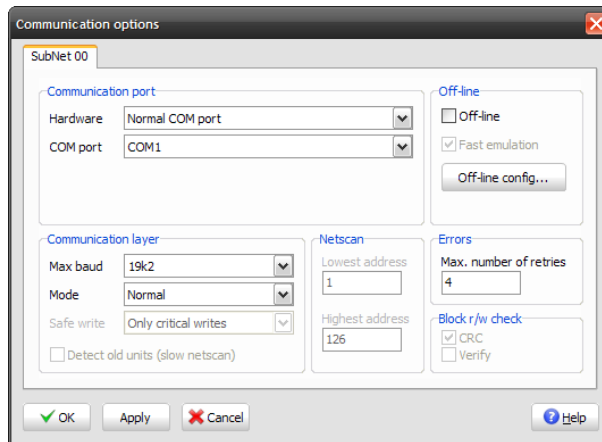 Communication options
SubNet 00
Communication port
Hardware
Normal COM port
COM port
COM1
Off-line
Off-line
Fast emulation
Off-line config...
Communication layer
Max baud
19k2
Mode
Normal
Safe write
Only critical writes
Detect old units (slow netscan)
Netscan
Lowest address
1
Highest address
126
Errors
Max. number of retries
4
Block r/w check
CRC
Verify
OK
Apply
Cancel
Help